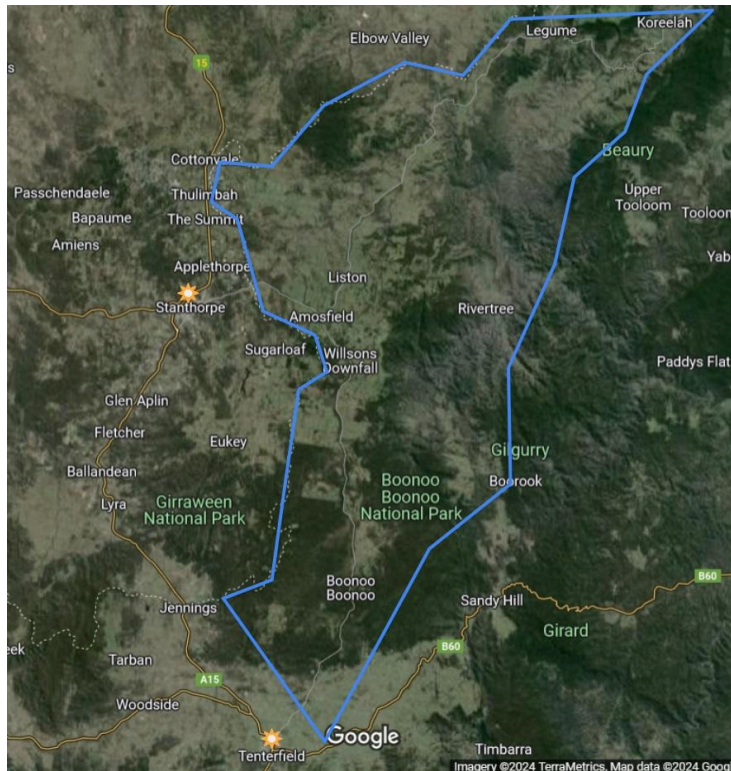 Elbow Valley
Legume
Koreelah
15
s
Cottonvale
Beaury
Passchendaele
Thulimbah
Upper
Tooloom
Bapaume
The Summit
Tooloom
Amiens
Yab
Applethorpe
Liston
Stanthorpe
Amosfield
Rivertree
Sugarloaf
Willsons
Downfall
Paddys Flat
Glen Aplin
Fletcher
Eukey
Gilgurry
Ballandean
Boonoo
Boonoo
National Park
Boorook
Lyra
Girraween
National Park
Boonoo
Boonoo
B60
Jennings
Sandy Hill
Girard
eek
Tarban
B60
A15
Woodside
Google
Tenterfield
Timbarra
Imagery ©2024 TerraMetrics, Map data ©2024 Goog